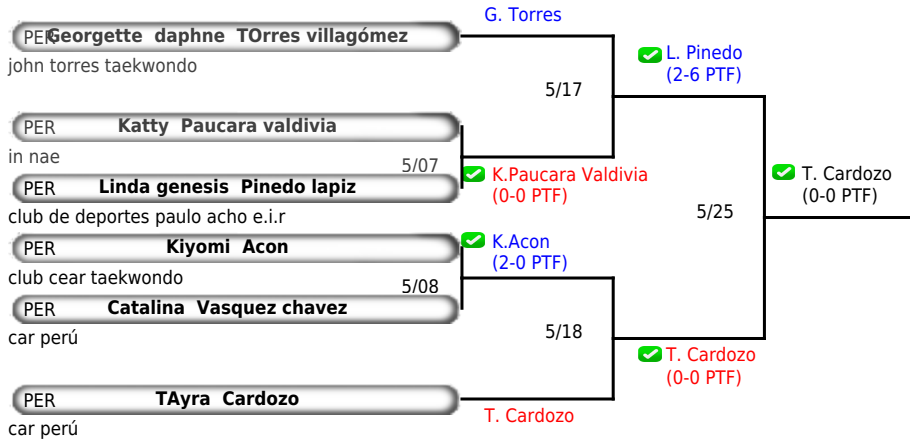 G. Torres
PER Georgette daphne TOrres villagómez
john torres taekwondo
L. Pinedo
(2-6 PTF)
5/17
PER Katty Paucara valdivia
in nae
5/07
K.Paucara Valdivia
(0-0 PTF)
T. Cardozo
(0-0 PTF)
PER Linda genesis Pinedo lapiz
club de deportes paulo acho e.i.r
5/25
PER Kiyomi Acon
K.Acon
(2-0 PTF)
club cear taekwondo
5/08
PER Catalina Vasquez chavez
car perú
5/18
T. Cardozo
(0-0 PTF)
PER TAyra Cardozo
T. Cardozo
car perú